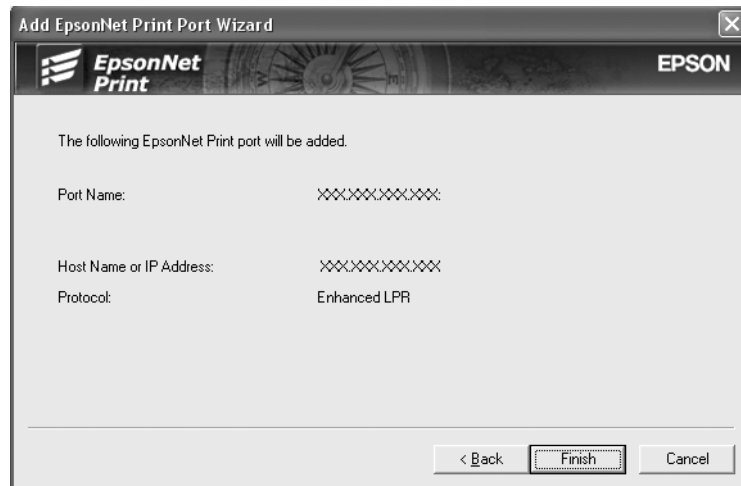 Add EpsonNet Print Port Wizard
EpsonNet
Print
EPSON
The following EpsonNet Print port will be added.
Port Name: XXX.XXX.XXX.XXX:
Host Name or IP Address: XXX.XXX.XXX.XXX
Protocol: Enhanced LPR
< Back Finish Cancel